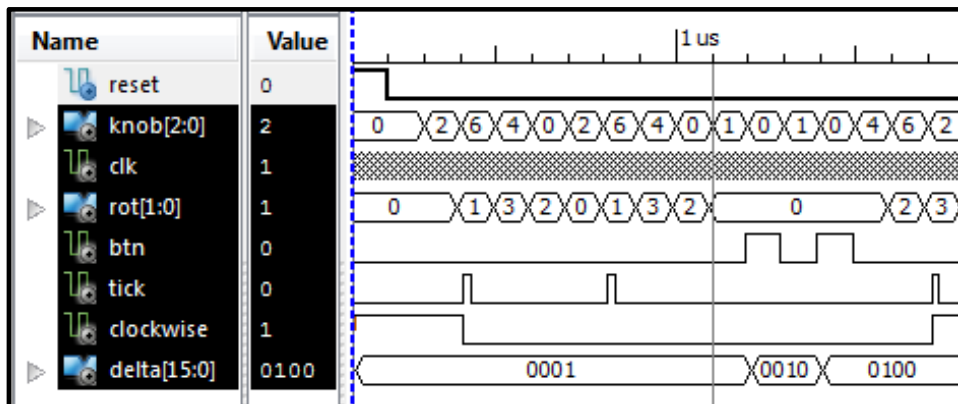 Name Value 1 us
reset 0
knob[2:0] 2 0 2 6 4 0 2 6 4 0 1 0 1 0 4 6 2
clk 1
rot[1:0] 1 0 1 3 2 0 1 3 2 0 2 3
btn 0
tick 0
clockwise 1
delta[15:0] 0100 0001 0010 0100